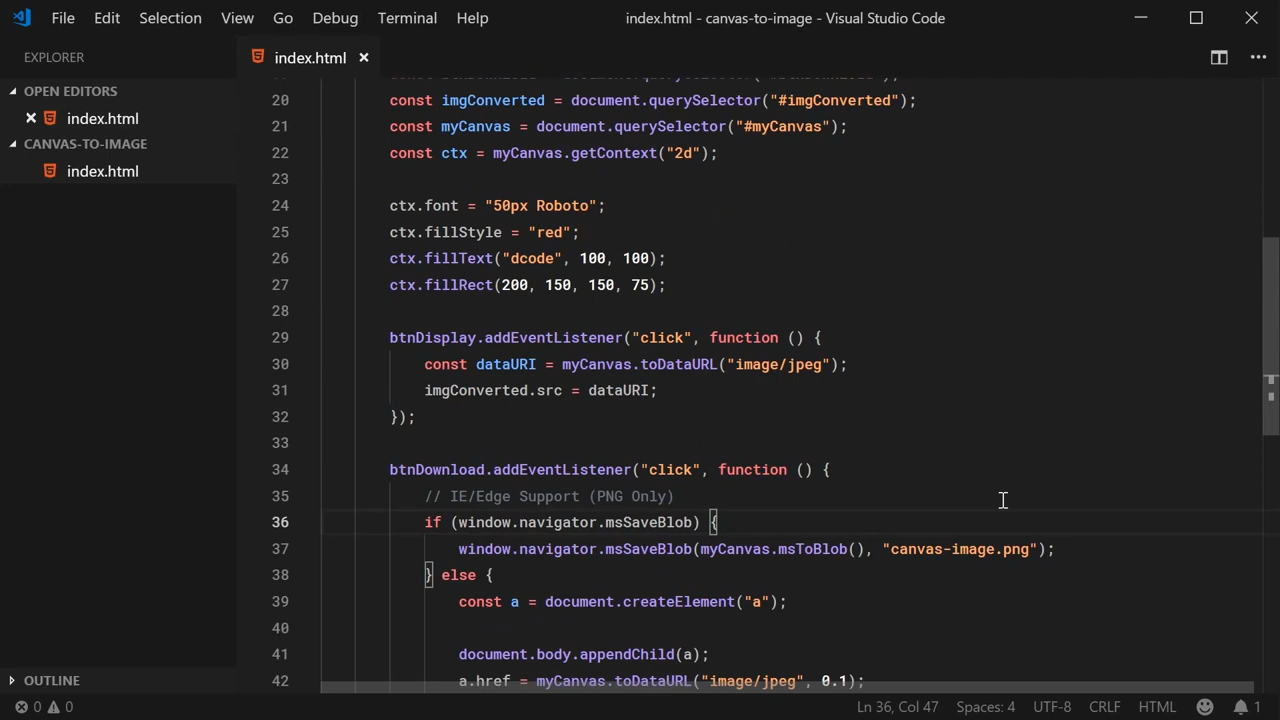 File Edit Selection View Go Debug Terminal Help
index.html - canvas-to-image - Visual Studio Code
EXPLORER
index.html
OPEN EDITORS
index.html
CANVAS-TO-IMAGE
index.html
20 const imgConverted = document.querySelector("#imgConverted");
21 const myCanvas = document.querySelector("#myCanvas");
22 const ctx = myCanvas.getContext("2d");
23
24 ctx.font = "50px Roboto";
25 ctx.fillStyle = "red";
26 ctx.fillText("dcode", 100, 100);
27 ctx.fillRect(200, 150, 150, 75);
28
29 btnDisplay.addEventListener("click", function () {
30 const dataURI = myCanvas.toDataURL("image/jpeg");
31 imgConverted.src = dataURI;
32 });
33
34 btnDownload.addEventListener("click", function () {
35 // IE/Edge Support (PNG Only)
36 if (window.navigator.msSaveBlob) {
37 window.navigator.msSaveBlob(myCanvas.msToBlob(), "canvas-image.png");
38 } else {
39 const a = document.createElement("a");
40
41 document.body.appendChild(a);
42 a.href = myCanvas.toDataURL("image/jpeg", 0.1);
OUTLINE
0 0
Ln 36, Col 47 Spaces: 4 UTF-8 CRLF HTML 1